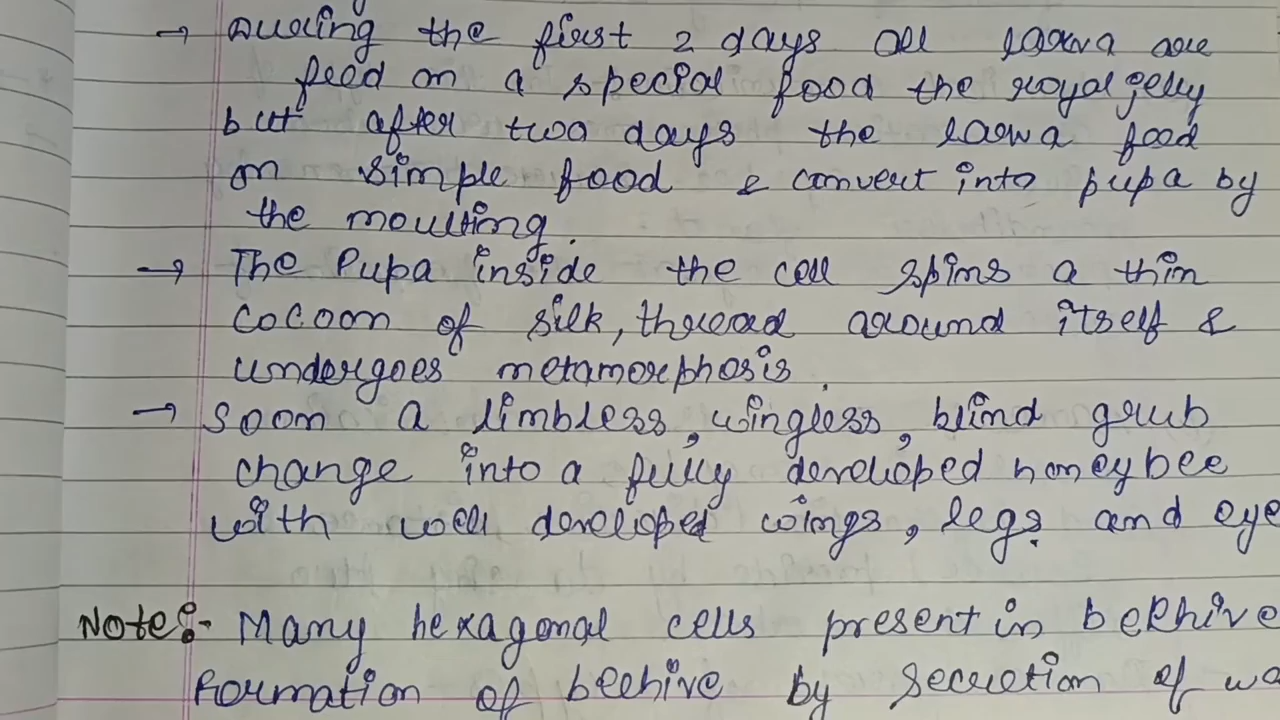 → During the first 2 days all larva are
feed on a special food the royal jelly
but after two days the larva food
on simple food & convert into pupa by
the moulting.
→ The Pupa inside the cell spins a thin
cocoon of silk, thread around itself &
undergoes metamorphosis.
→ Soon a limbless, wingless, blind grub
change into a fully developed honeybee
with well developed wings, legs and eye
Note:- Many hexagonal cells present in beehive
Formation of beehive by secretion of